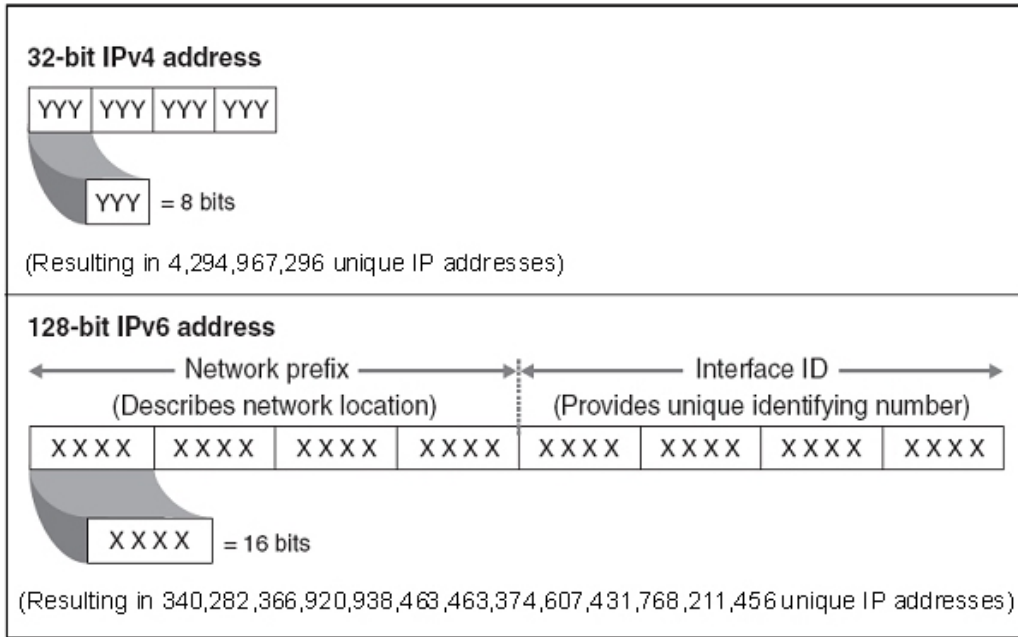 32-bit IPv4 address
YYY YYY YYY YYY
YYY = 8 bits
(Resulting in 4,294,967,296 unique IP addresses)
128-bit IPv6 address
Network prefix Interface ID
(Describes network location) (Provides unique identifying number)
XXXX XXXX XXXX XXXX XXXX XXXX XXXX XXXX
XXXX = 16 bits
(Resulting in 340,282,366,920,938,463,463,374,607,431,768,211,456 unique IP addresses)